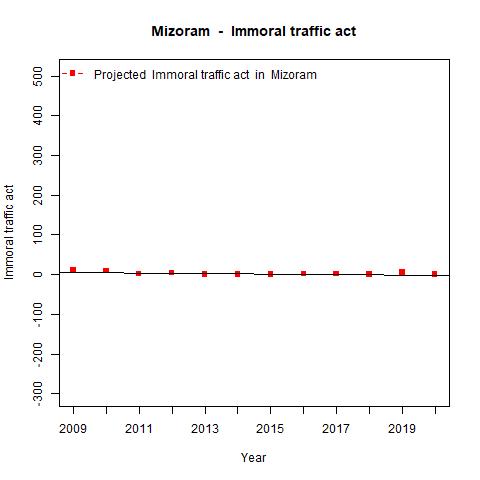 Mizoram - Immoral traffic act
Projected Immoral traffic act in Mizoram
Immoral traffic act
500
400
300
200
100
0
-100
-200
-300
2009 2011 2013 2015 2017 2019
Year